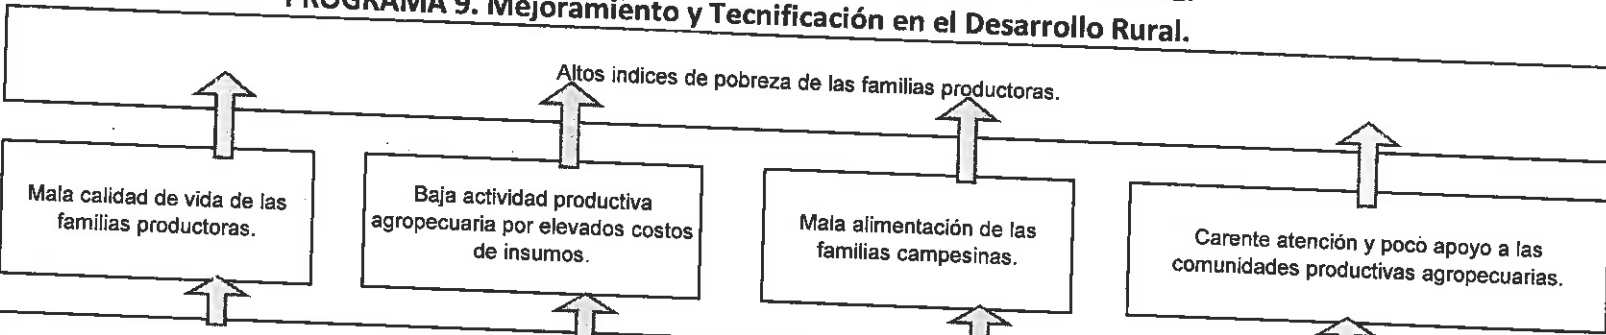 PROGRAMA 9. Mejoramiento y Tecnificación en el Desarrollo Rural.
Altos indices de pobreza de las familias productoras.
Mala calidad de vida de las
familias productoras.
Baja actividad productiva
agropecuaria por elevados costos
de insumos.
Mala alimentación de las
familias campesinas.
Carente atención y poco apoyo a las
comunidades productivas agropecuarias.